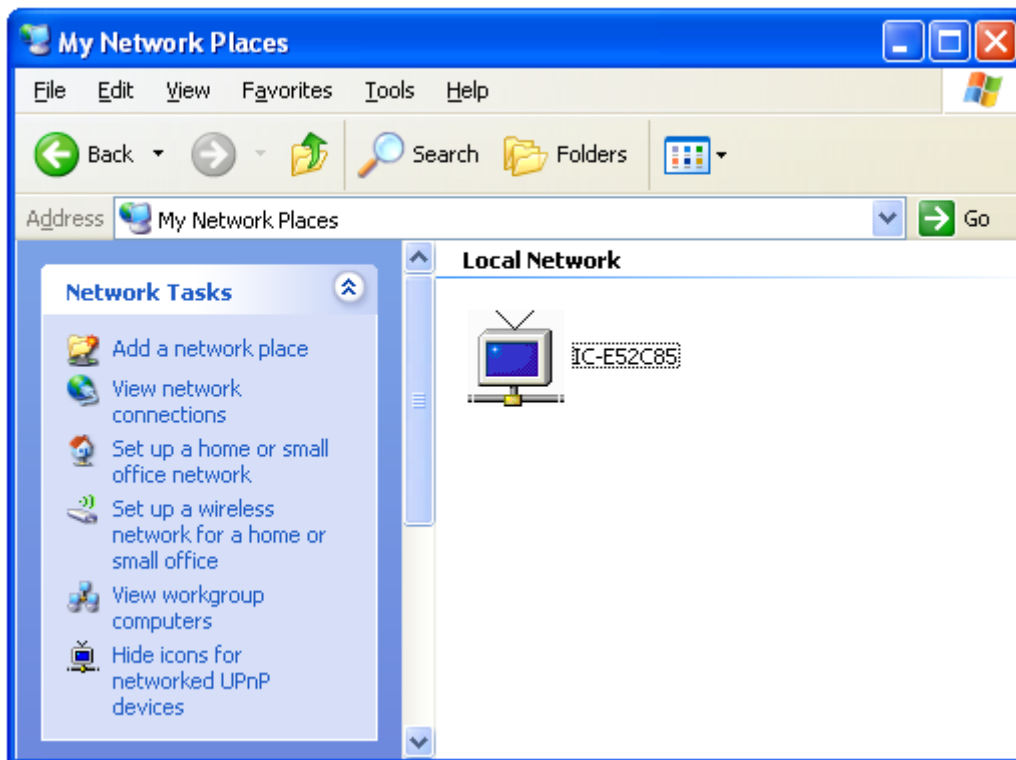 My Network Places
File Edit View Favorites Tools Help
Back Search Folders
Address My Network Places Go
Network Tasks
Add a network place
View network
connections
Set up a home or small
office network
Set up a wireless
network for a home or
small office
View workgroup
computers
Hide icons for
networked UPnP
devices
Local Network
IC-E52C85